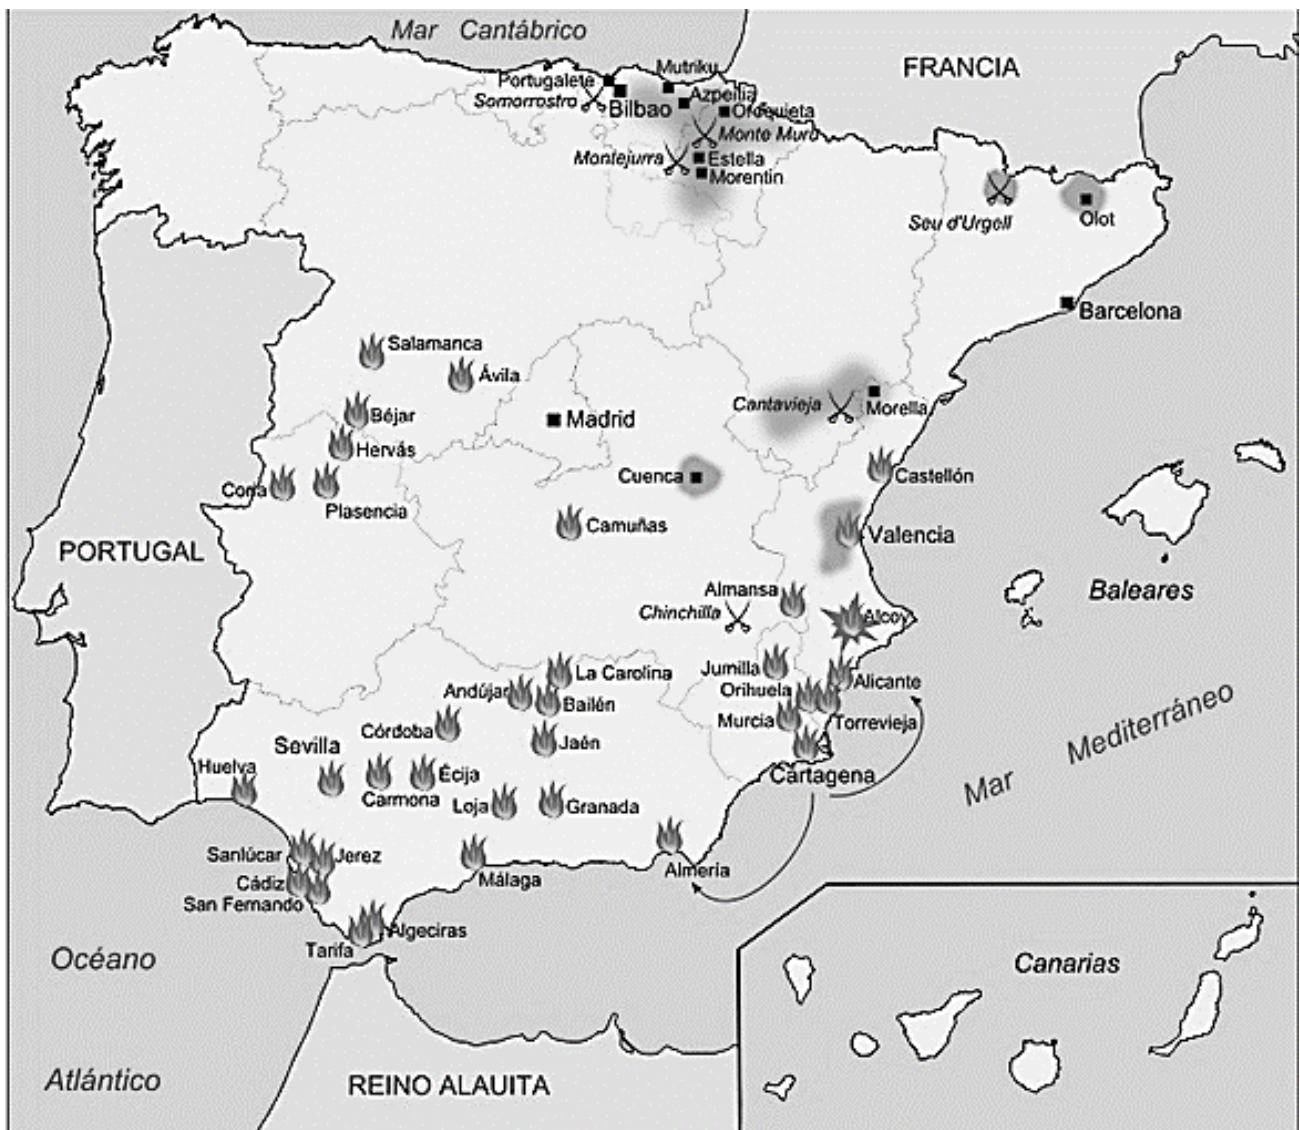 Mar Cantábrico
FRANCIA
Mutriku
Portugalete
Azpeitia
Somorrostro
Bilbao
Oroquieta
Monte Muru
Montejurra
Estella
Morentin
Seu d'Urgell
Olot
Barcelona
Salamanca
Ávila
Béjar
Cantavieja
Morella
Madrid
Hervás
Castellón
Cuenca
Coria
Plasencia
Camuñas
Valencia
PORTUGAL
Almansa
Baleares
Chinchilla
Alcoy
La Carolina
Jumilla
Alicante
Andújar
Orihuela
Bailén
Murcia
Torrevieja
Córdoba
Jaén
Mar Mediterráneo
Sevilla
Huelva
Écija
Cartagena
Carmona
Loja
Granada
Sanlúcar
Jerez
Almería
Cádiz
Málaga
San Fernando
Algeciras
Tarifa
Océano
Atlántico
Canarias
REINO ALAUITA